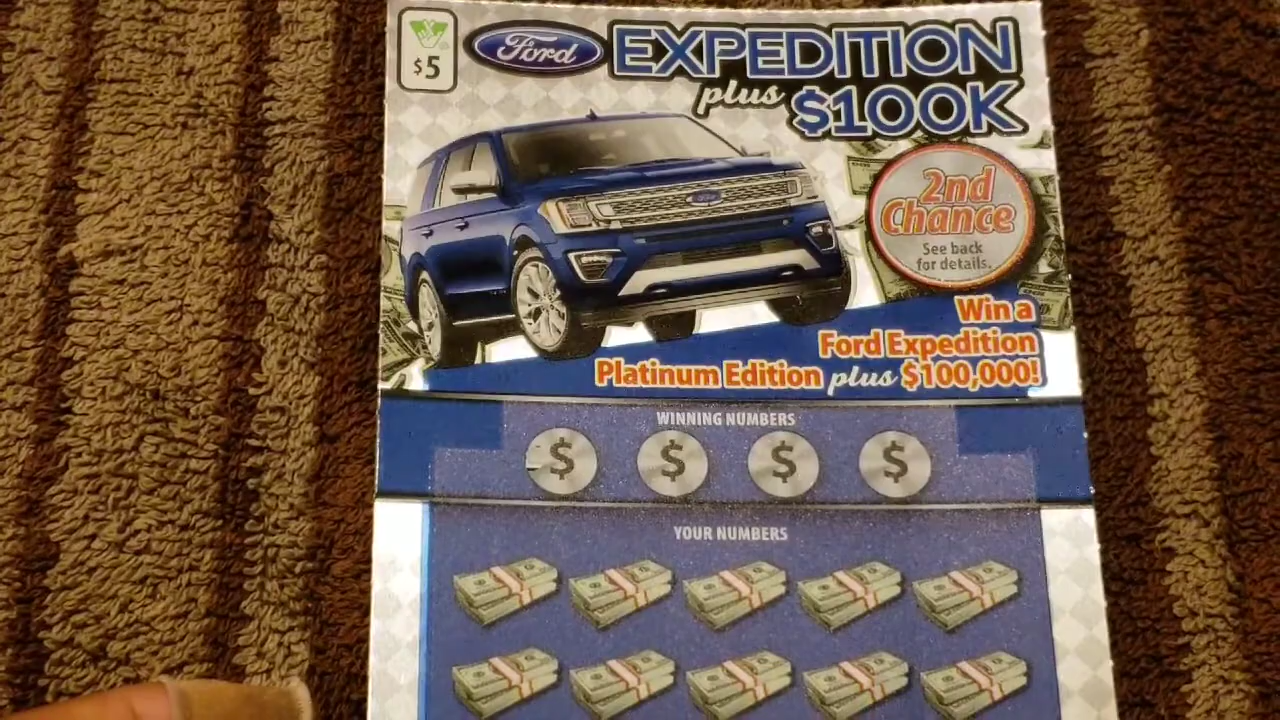 $5
Ford
EXPEDITION
plus $100K
2nd
Chance
See back
for details.
Win a
Ford Expedition
Platinum Edition plus $100,000!
WINNING NUMBERS
$ $ $ $
YOUR NUMBERS